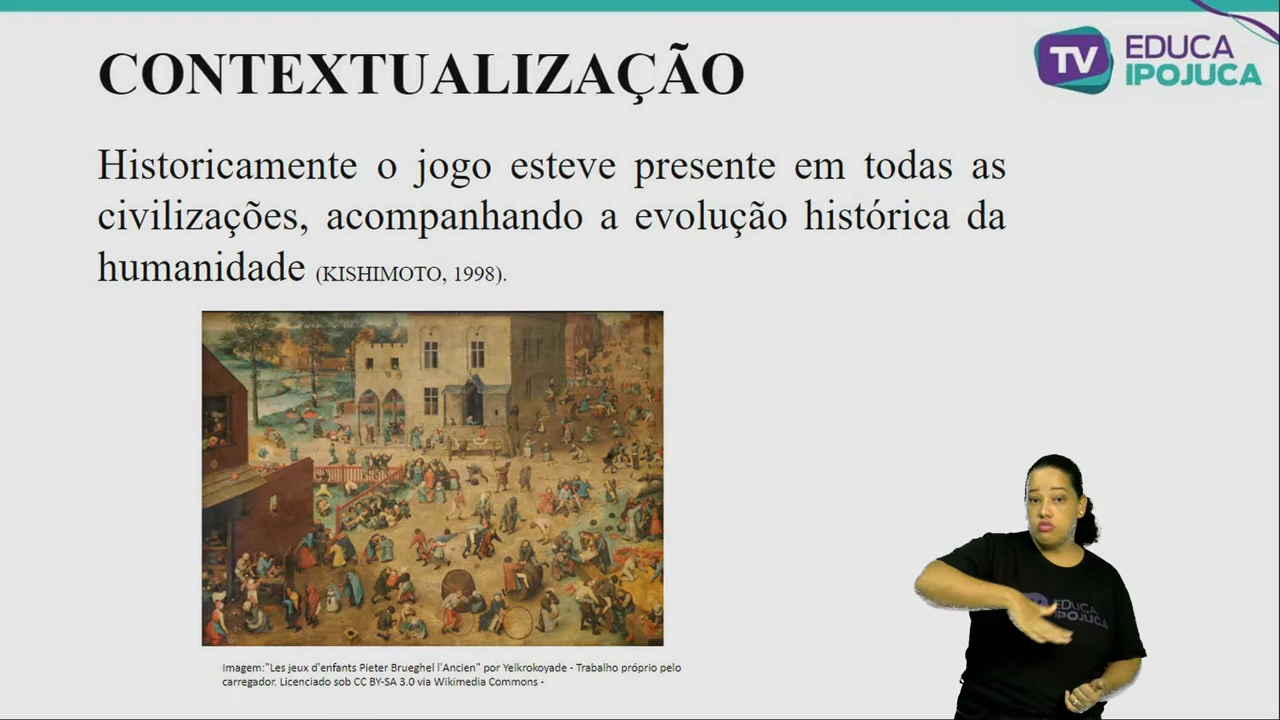 CONTEXTUALIZAÇÃO
TV EDUCA
IPOJUCA
Historicamente o jogo esteve presente em todas as
civilizações, acompanhando a evolução histórica da
humanidade (KISHIMOTO, 1998).
EDUCA
IPOJUCA
Imagem:"Les jeux d'enfants Pieter Brueghel l'Ancien" por Yelkrokoyade - Trabalho próprio pelo
carregador. Licenciado sob CC BY-SA 3.0 via Wikimedia Commons -